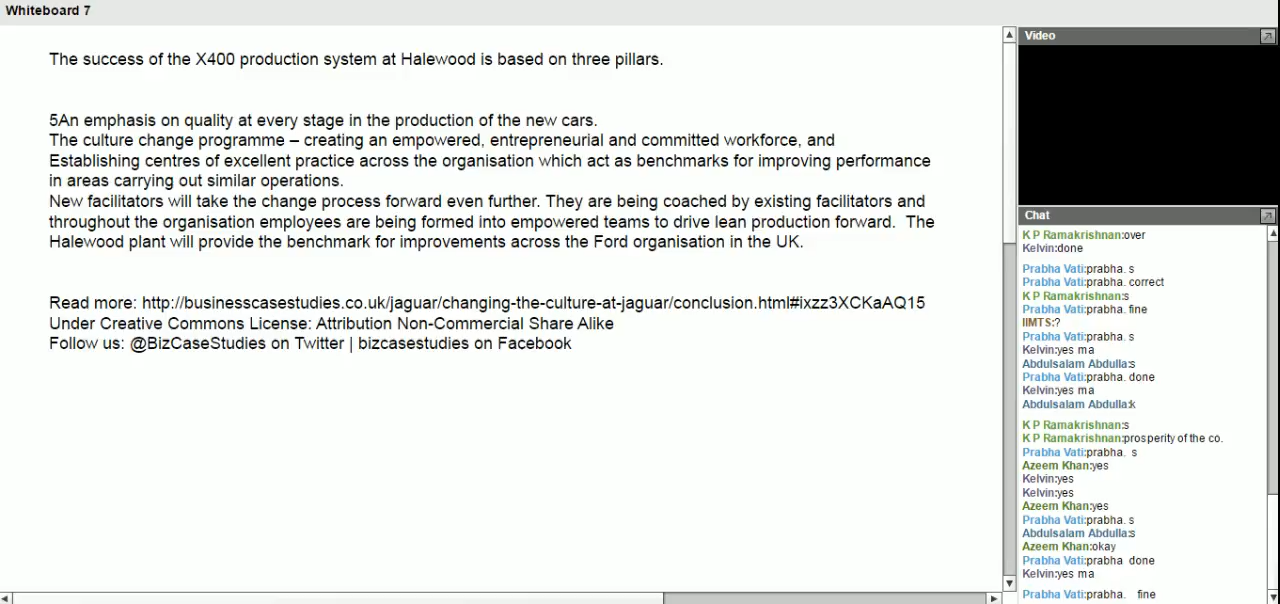 Whiteboard 7
The success of the X400 production system at Halewood is based on three pillars.
5An emphasis on quality at every stage in the production of the new cars.
The culture change programme – creating an empowered, entrepreneurial and committed workforce, and
Establishing centres of excellent practice across the organisation which act as benchmarks for improving performance
in areas carrying out similar operations.
New facilitators will take the change process forward even further. They are being coached by existing facilitators and
throughout the organisation employees are being formed into empowered teams to drive lean production forward.  The
Halewood plant will provide the benchmark for improvements across the Ford organisation in the UK.
Read more: http://businesscasestudies.co.uk/jaguar/changing-the-culture-at-jaguar/conclusion.html#ixzz3XCKaAQ15
Under Creative Commons License: Attribution Non-Commercial Share Alike
Follow us: @BizCaseStudies on Twitter | bizcasestudies on Facebook
Video
Chat
K P Ramakrishnan:over
Kelvin:done
Prabha Vati:prabha. s
Prabha Vati:prabha. correct
K P Ramakrishnan:s
Prabha Vati:prabha. fine
IIMTS:?
Prabha Vati:prabha. s
Kelvin:yes ma
Abdulsalam Abdulla:s
Prabha Vati:prabha. done
Kelvin:yes ma
Abdulsalam Abdulla:k
K P Ramakrishnan:s
K P Ramakrishnan:prosperity of the co.
Prabha Vati:prabha.  s
Azeem Khan:yes
Kelvin:yes
Kelvin:yes
Azeem Khan:yes
Prabha Vati:prabha. s
Abdulsalam Abdulla:s
Azeem Khan:okay
Prabha Vati:prabha  done
Kelvin:yes ma
Prabha Vati:prabha.   fine